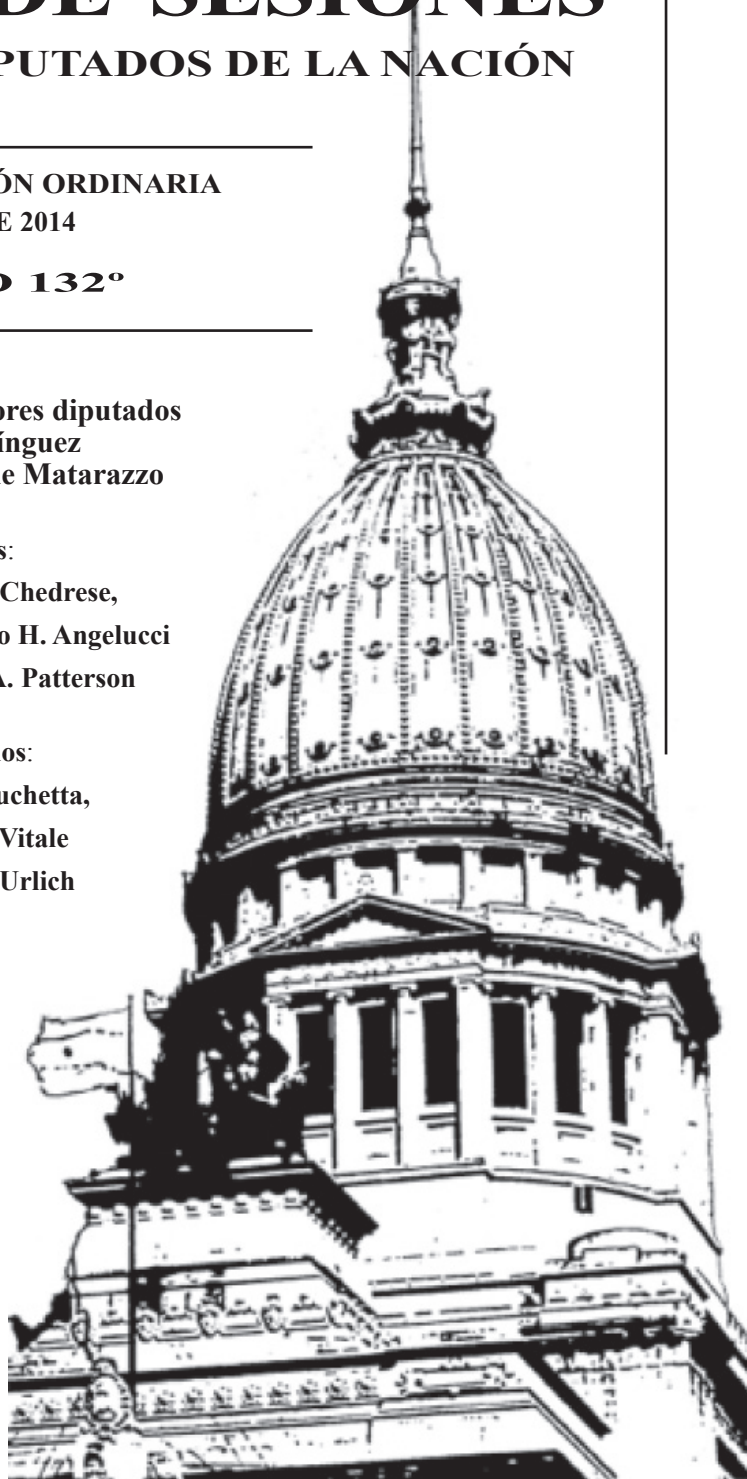 DE SESIONES
PUTADOS DE LA NACIÓN
ÓN ORDINARIA
E 2014
O 132º
ores diputados
ínguez
e Matarazzo
s:
Chedrese,
o H. Angelucci
A. Patterson
ios:
uchetta,
Vitale
Urlich